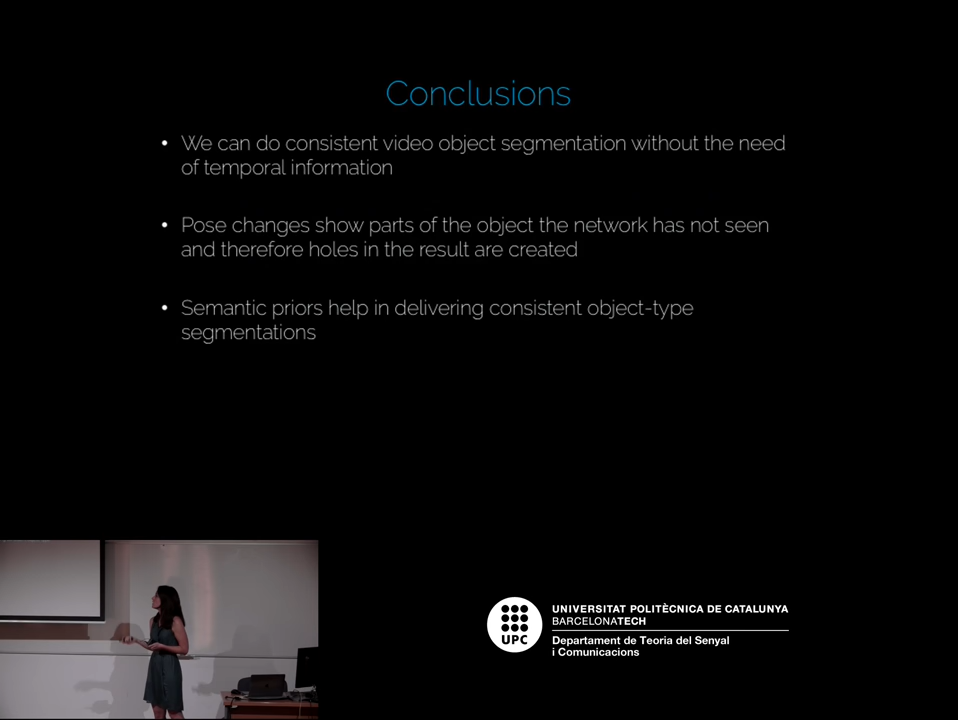 Conclusions
• We can do consistent video object segmentation without the need
of temporal information
• Pose changes show parts of the object the network has not seen
and therefore holes in the result are created
• Semantic priors help in delivering consistent object-type
segmentations
UPC
UNIVERSITAT POLITÈCNICA DE CATALUNYA
BARCELONATECH
Departament de Teoria del Senyal
i Comunicacions